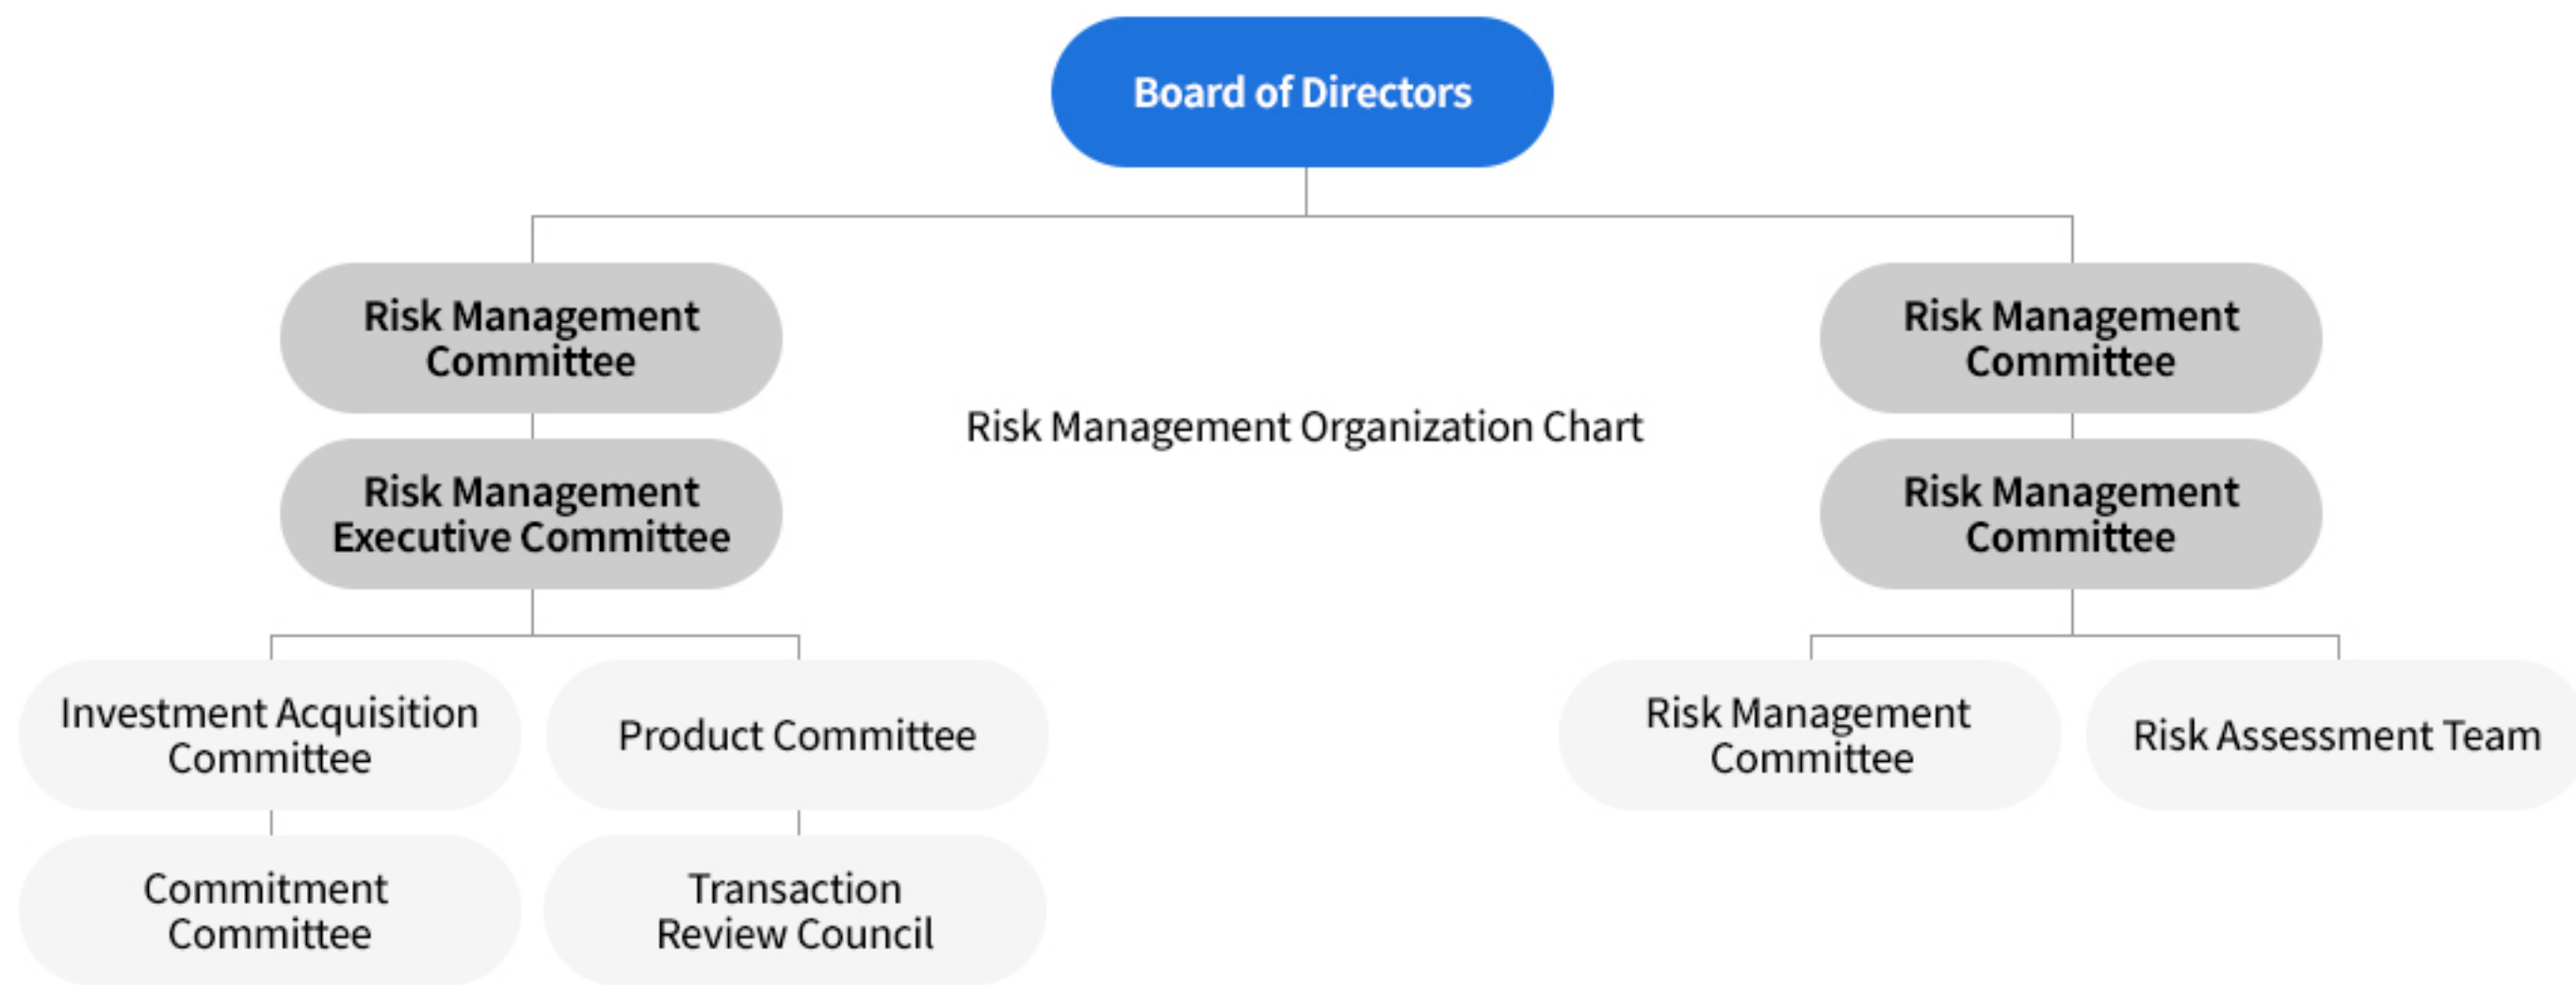 Board of Directors
Risk Management
Committee
Risk Management
Committee
Risk Management Organization Chart
Risk Management
Executive Committee
Risk Management
Committee
Investment Acquisition
Committee
Product Committee
Risk Management
Committee
Risk Assessment Team
Commitment
Committee
Transaction
Review Council